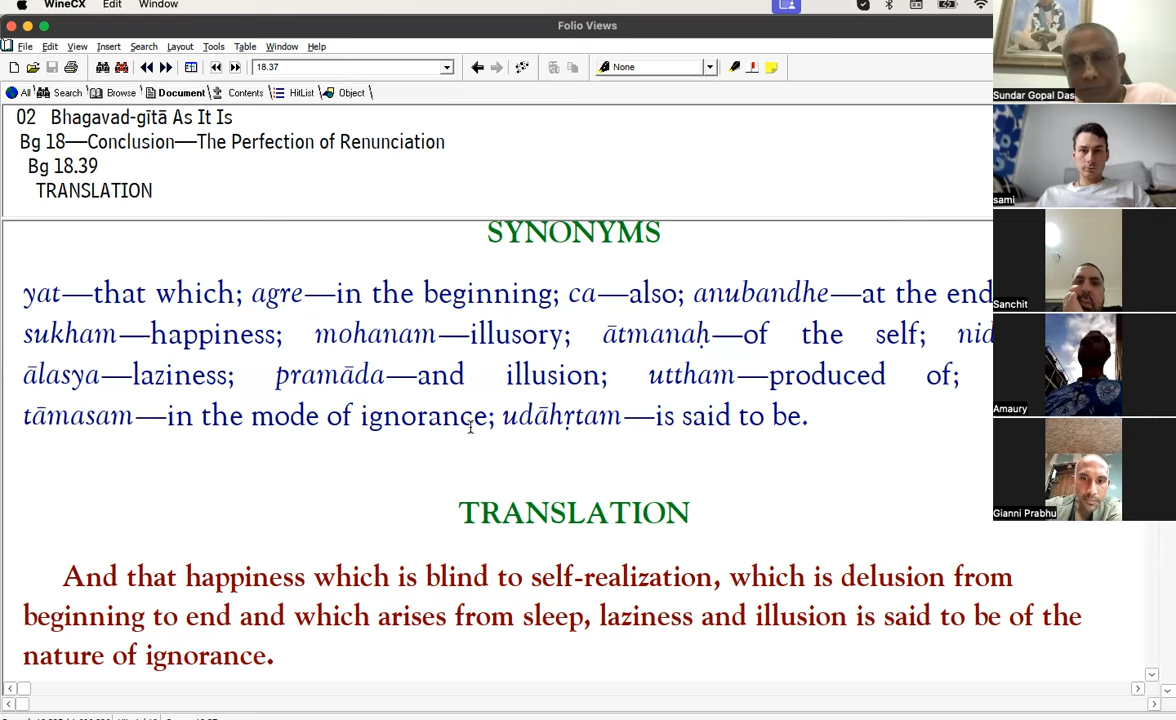 WineCX Edit Window
Folio Views
File Edit View Insert Search Layout Tools Table Window Help
18.37
None
All Search Browse Document Contents HitList Object
02 Bhagavad-gītā As It Is
Bg 18—Conclusion—The Perfection of Renunciation
Bg 18.39
TRANSLATION
SYNONYMS
yat—that which; agre—in the beginning; ca—also; anubandhe—at the end
sukham—happiness; mohanam—illusory; ātmanaḥ—of the self; nid
ālasya—laziness; pramāda—and illusion; uttham—produced of;
tāmasam—in the mode of ignorance; udāhṛtam—is said to be.
TRANSLATION
And that happiness which is blind to self-realization, which is delusion from
beginning to end and which arises from sleep, laziness and illusion is said to be of the
nature of ignorance.
Sundar Gopal Das
sami
Sanchit
Amaury
Gianni Prabhu